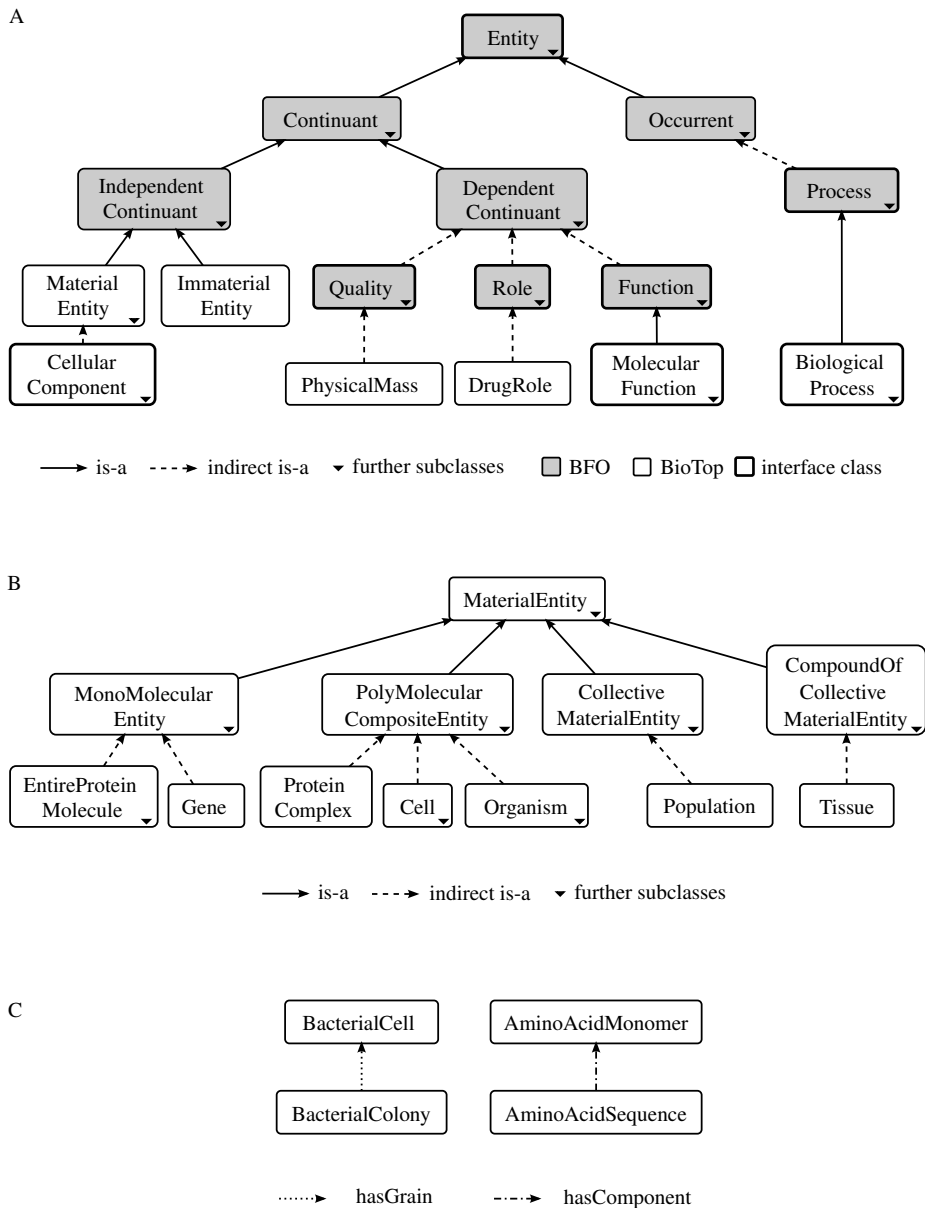 A
Entity
Continuant
Occurrent
Independent
Continuant
Dependent
Continuant
Process
Material
Entity
Immaterial
Entity
Quality
Role
Function
Cellular
Component
PhysicalMass
DrugRole
Molecular
Function
Biological
Process
is-a
indirect is-a
further subclasses
BFO
BioTop
interface class
B
MaterialEntity
MonoMolecular
Entity
PolyMolecular
CompositeEntity
Collective
MaterialEntity
CompoundOf
Collective
MaterialEntity
EntireProtein
Molecule
Gene
Protein
Complex
Cell
Organism
Population
Tissue
is-a
indirect is-a
further subclasses
C
BacterialCell
AminoAcidMonomer
BacterialColony
AminoAcidSequence
hasGrain
hasComponent